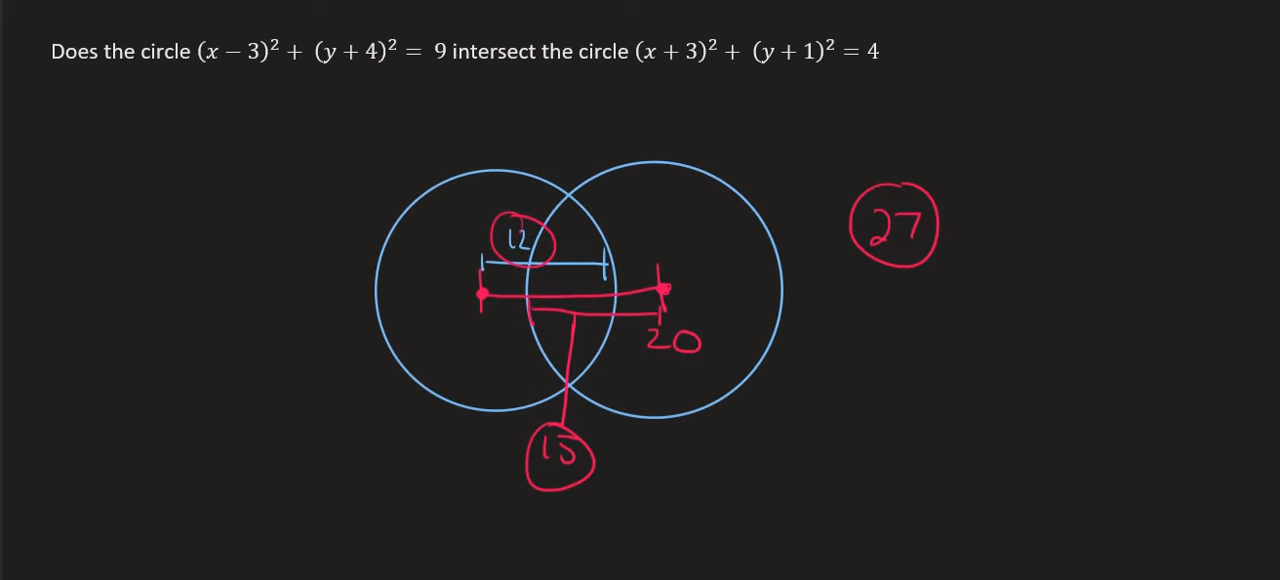 Does the circle (x − 3)² + (y + 4)² = 9 intersect the circle (x + 3)² + (y + 1)² = 4
12
27
20
15